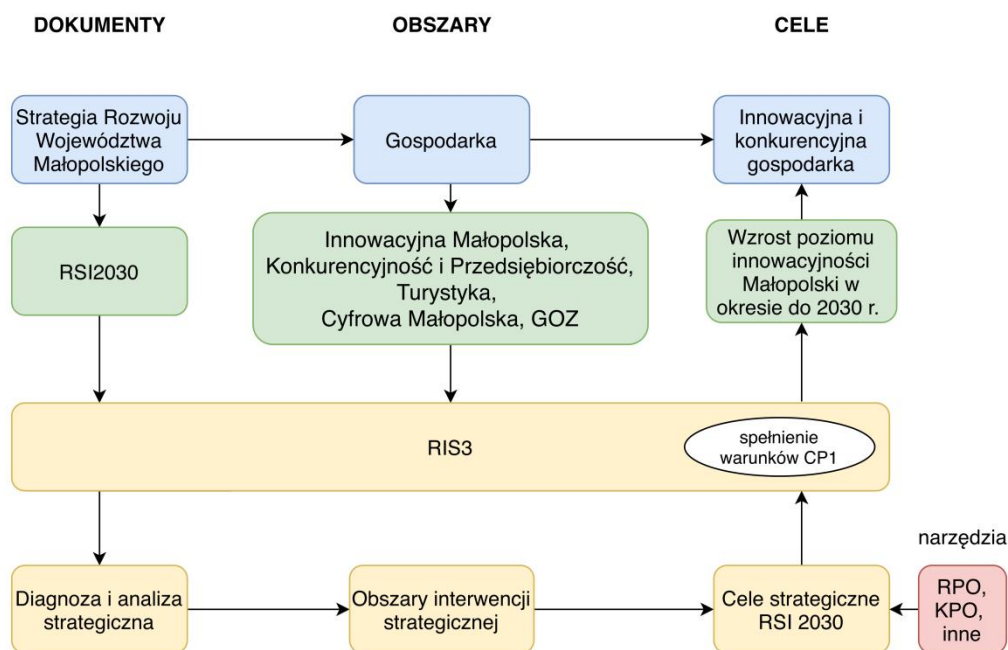 DOKUMENTY
OBSZARY
CELE
Strategia Rozwoju
Województwa
Małopolskiego
Gospodarka
Innowacyjna i
konkurencyjna
gospodarka
RSI2030
Innowacyjna Małopolska,
Konkurencyjność i Przedsiębiorczość,
Turystyka,
Cyfrowa Małopolska, GOZ
Wzrost poziomu
innowacyjności
Małopolski w
okresie do 2030 r.
RIS3
spełnienie
warunków CP1
Diagnoza i analiza
strategiczna
Obszary interwencji
strategicznej
Cele strategiczne
RSI 2030
narzędzia
RPO,
KPO,
inne